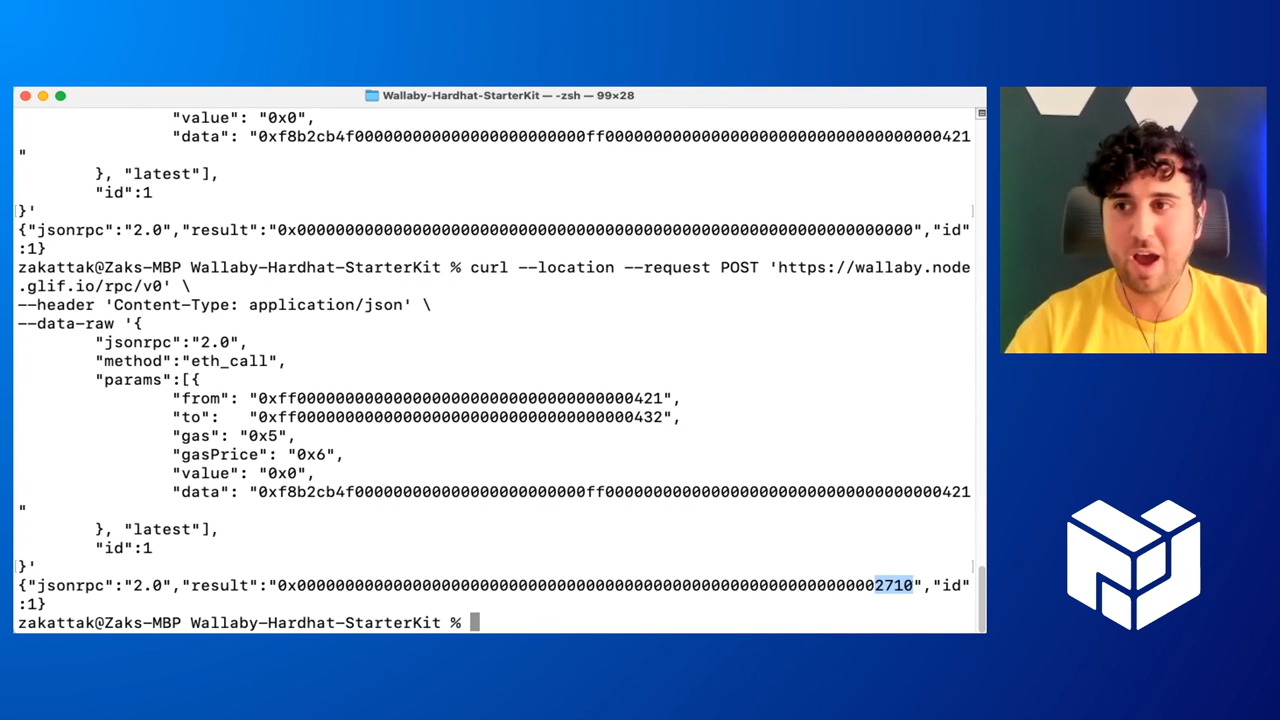 Wallaby-Hardhat-StarterKit — -zsh — 99×28
"value": "0x0",
"data": "0xf8b2cb4f000000000000000000000000ff00000000000000000000000000000000000421
"
}, "latest"],
"id":1
}'
{"jsonrpc":"2.0","result":"0x0000000000000000000000000000000000000000000000000000000000000000","id"
:1}
zakattak@Zaks-MBP Wallaby-Hardhat-StarterKit % curl --location --request POST 'https://wallaby.node
.glif.io/rpc/v0' \
--header 'Content-Type: application/json' \
--data-raw '{
"jsonrpc":"2.0",
"method":"eth_call",
"params":[{
"from": "0xff00000000000000000000000000000000000421",
"to":   "0xff00000000000000000000000000000000000432",
"gas": "0x5",
"gasPrice": "0x6",
"value": "0x0",
"data": "0xf8b2cb4f000000000000000000000000ff00000000000000000000000000000000000421
"
}, "latest"],
"id":1
}'
{"jsonrpc":"2.0","result":"0x0000000000000000000000000000000000000000000000000000000000002710","id"
:1}
zakattak@Zaks-MBP Wallaby-Hardhat-StarterKit %